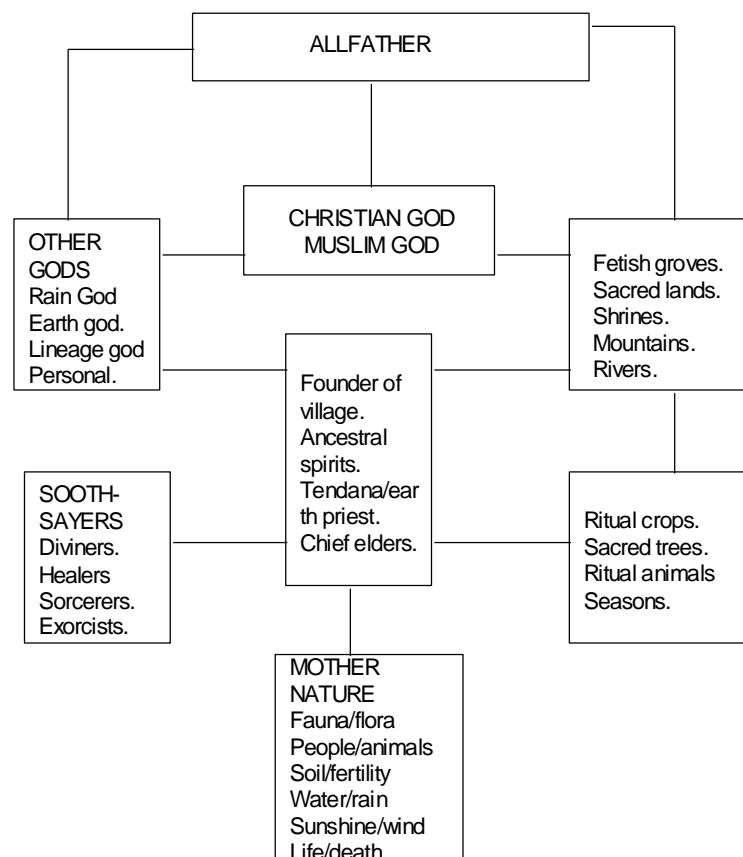 ALLFATHER
CHRISTIAN GOD
MUSLIM GOD
OTHER
GODS
Rain God
Earth god.
Lineage god
Personal.
Fetish groves.
Sacred lands.
Shrines.
Mountains.
Rivers.
Founder of
village.
Ancestral
spirits.
Tendana/ear
th priest.
Chief elders.
SOOTH-
SAYERS
Diviners.
Healers
Sorcerers.
Exorcists.
Ritual crops.
Sacred trees.
Ritual animals
Seasons.
MOTHER
NATURE
Fauna/flora
People/animals
Soil/fertility
Water/rain
Sunshine/wind
Life/death